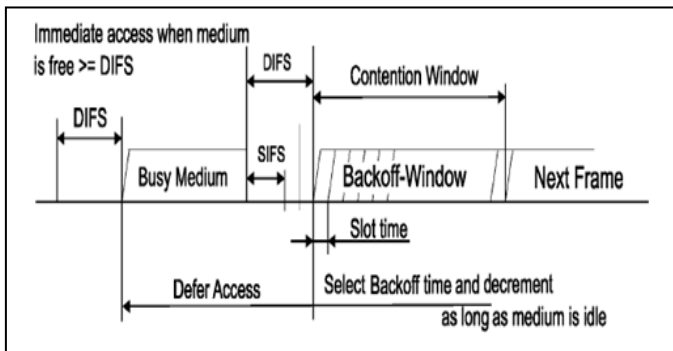 Immediate access when medium
is free >= DIFS
DIFS
Contention Window
DIFS
SIFS
Busy Medium
Backoff-Window
Next Frame
Slot time
Defer Access
Select Backoff time and decrement
as long as medium is idle